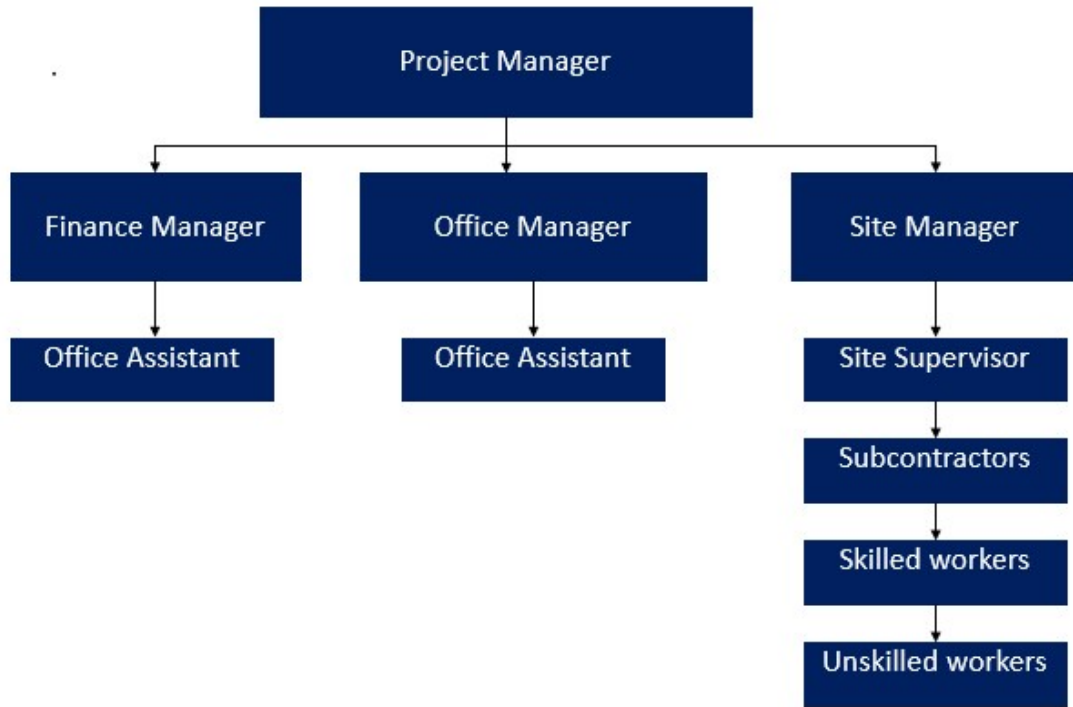 Project Manager
Finance Manager
Office Manager
Site Manager
Office Assistant
Office Assistant
Site Supervisor
Subcontractors
Skilled workers
Unskilled workers